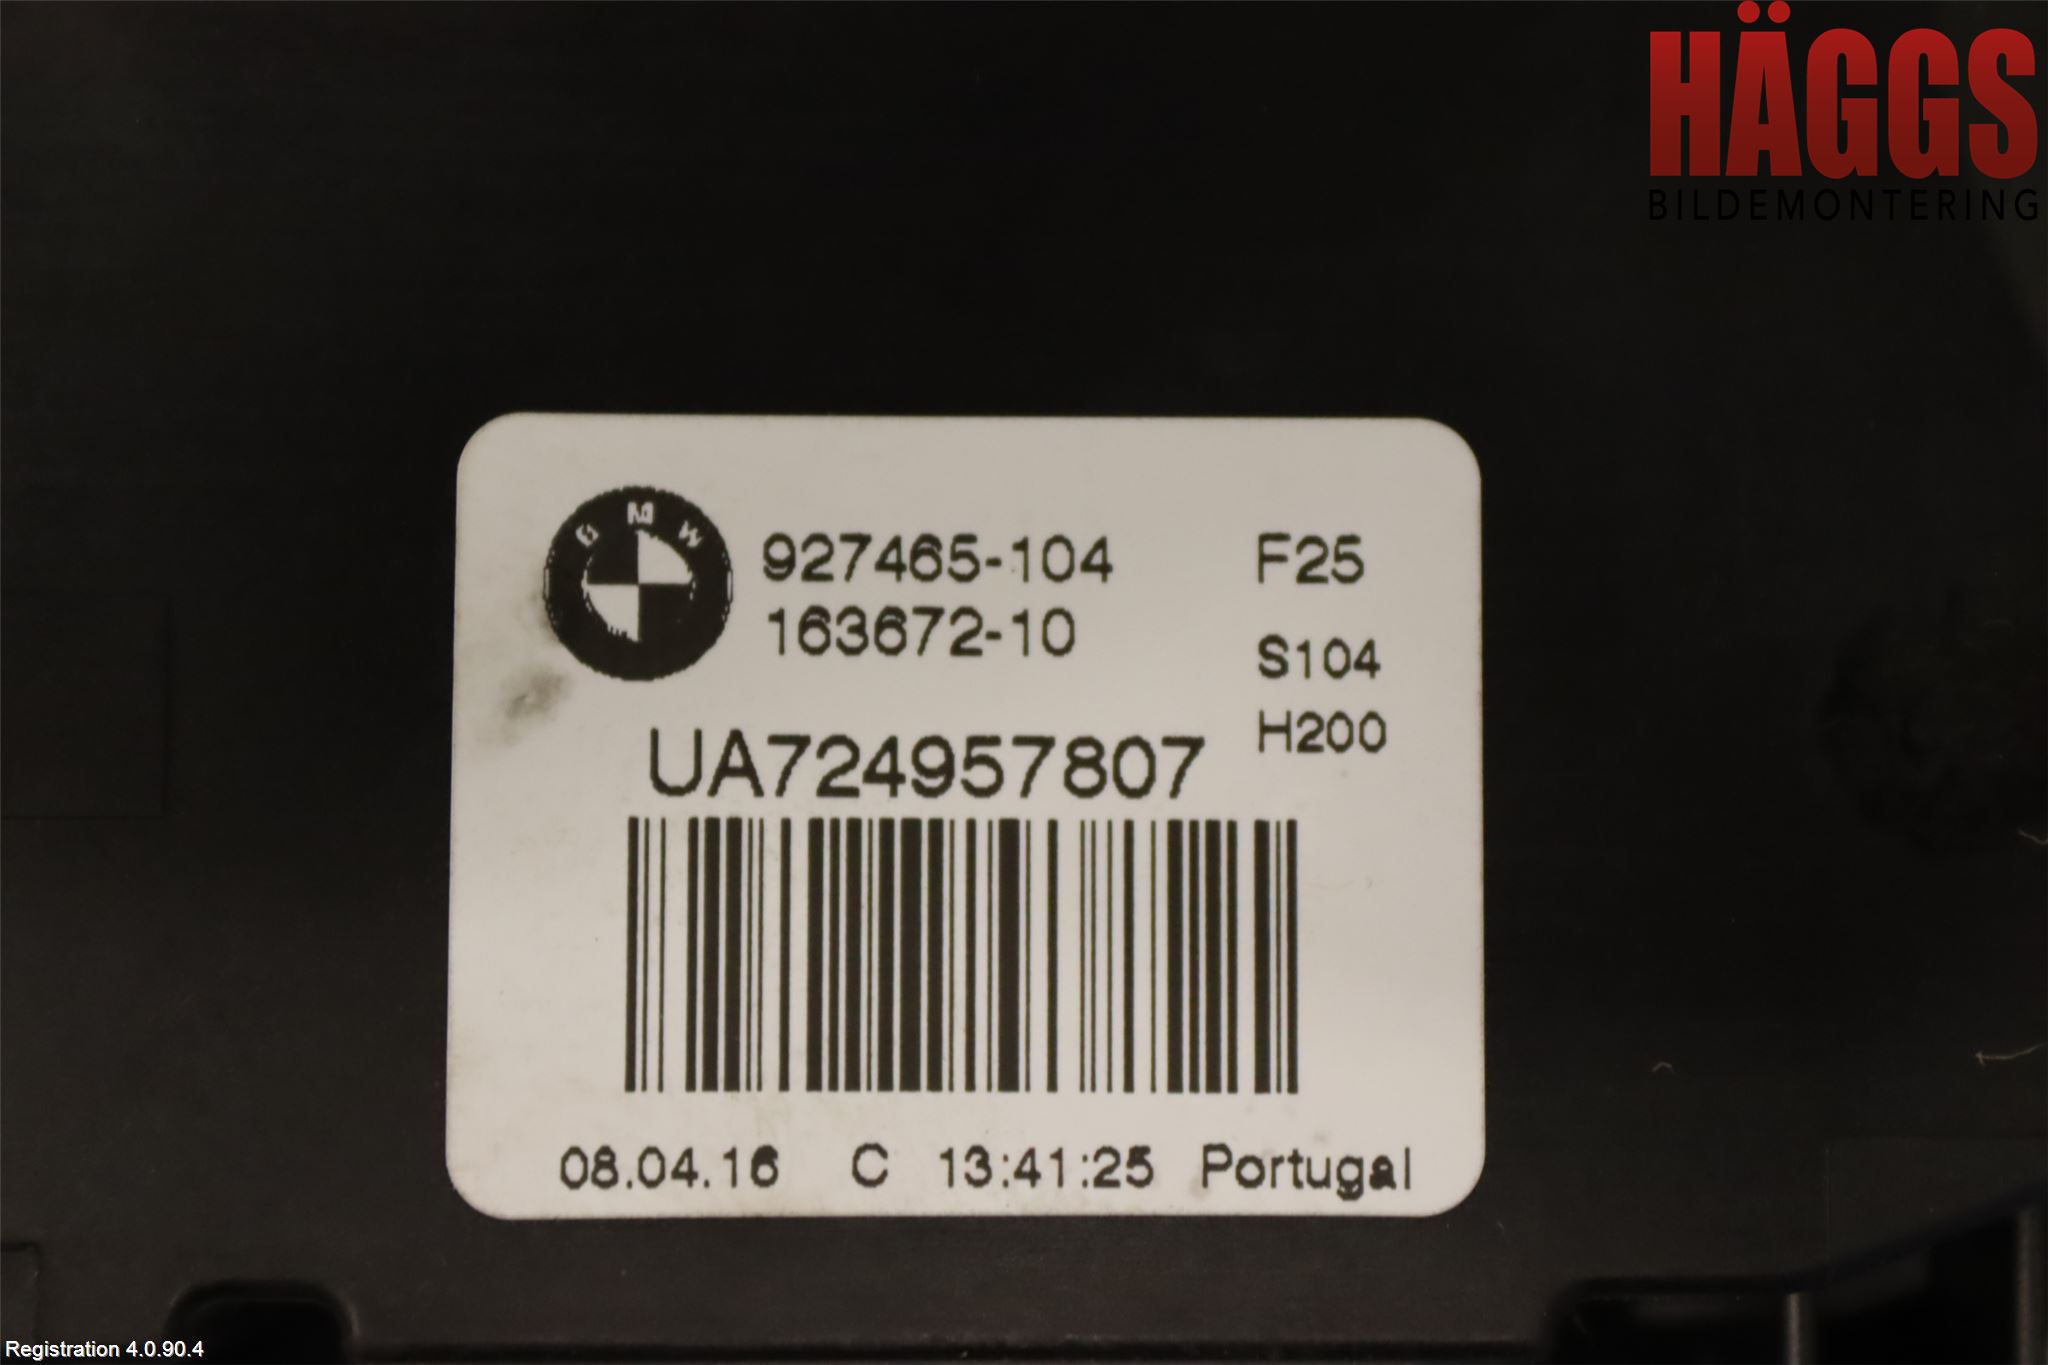 HÄGGS
BILDEMONTERING
BMW
927465-104 F25
163672-10 S104
UA724957807 H200
08.04.16 C 13:41:25 Portugal
Registration 4.0.90.4